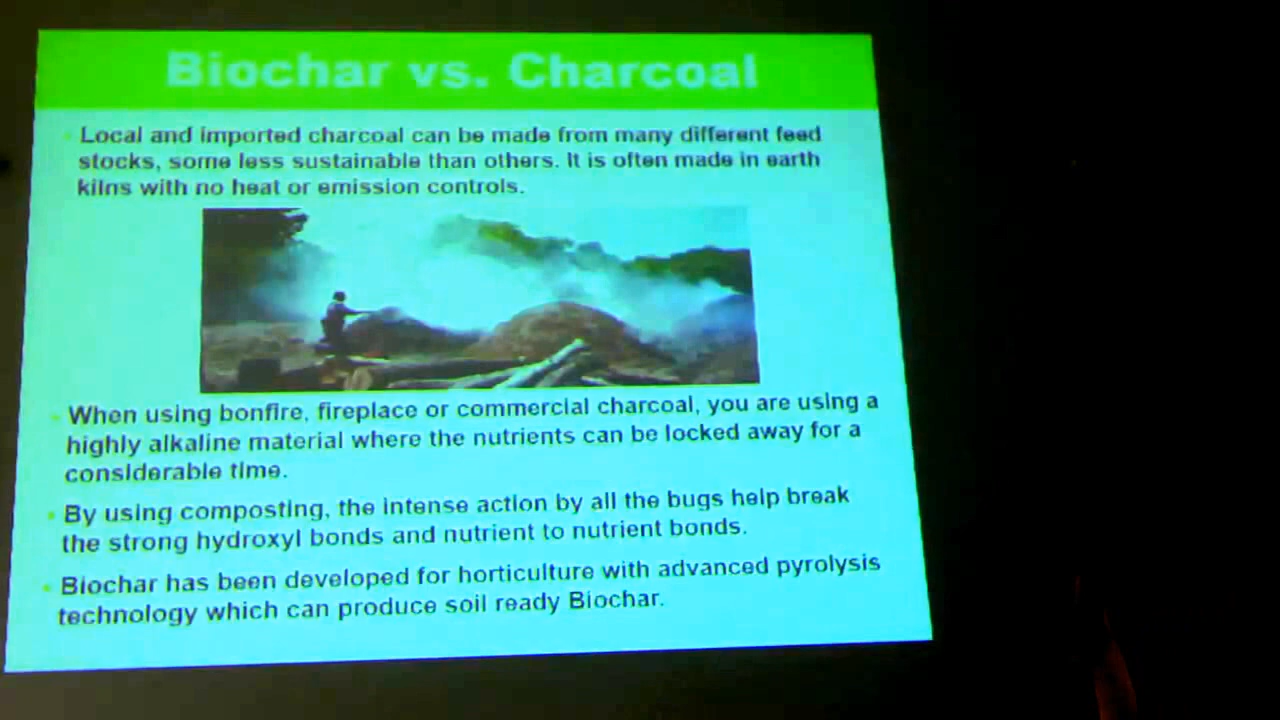 Biochar vs. Charcoal
Local and imported charcoal can be made from many different feed
stocks, some less sustainable than others. It is often made in earth
kilns with no heat or emission controls.
When using bonfire, fireplace or commercial charcoal, you are using a
highly alkaline material where the nutrients can be locked away for a
considerable time.
By using composting, the intense action by all the bugs help break
the strong hydroxyl bonds and nutrient to nutrient bonds.
Biochar has been developed for horticulture with advanced pyrolysis
technology which can produce soil ready Biochar.